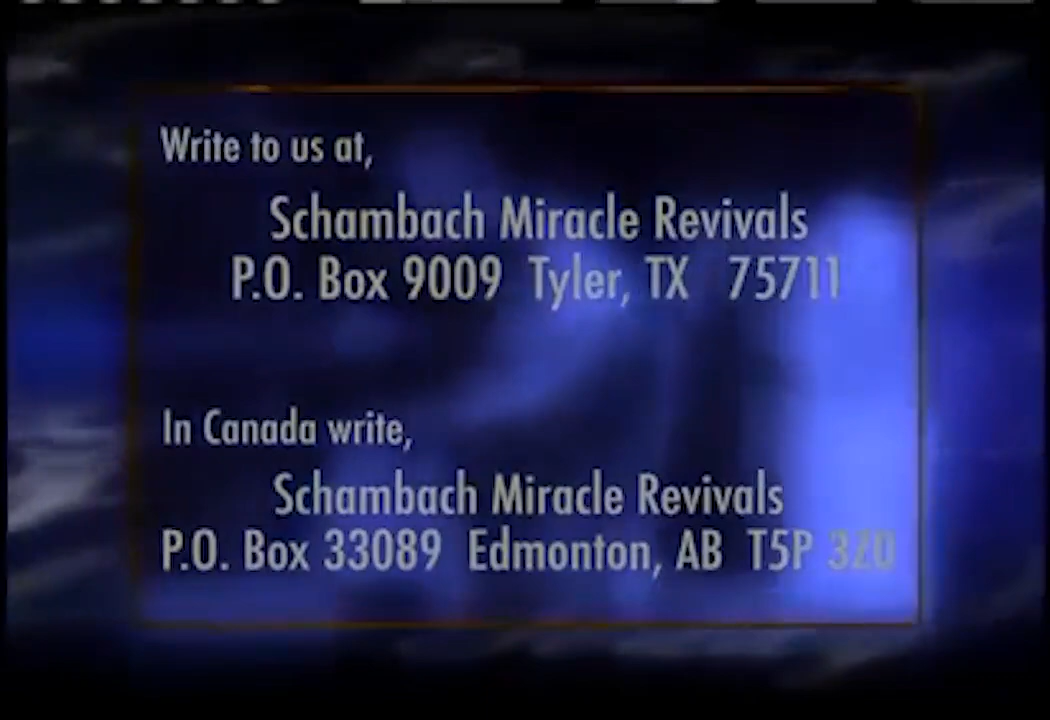 Write to us at,
Schambach Miracle Revivals
P.O. Box 9009 Tyler, TX 75711
In Canada write,
Schambach Miracle Revivals
P.O. Box 33089 Edmonton, AB T5P 3Z0